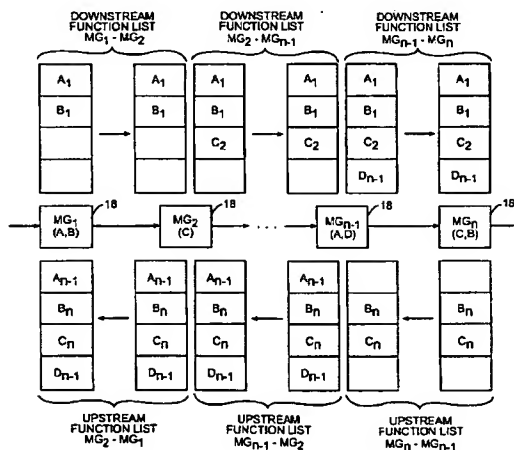 DOWNSTREAM
FUNCTION LIST
MG1 - MG2
DOWNSTREAM
FUNCTION LIST
MG2 - MGn-1
DOWNSTREAM
FUNCTION LIST
MGn-1 - MGn
A1
B1
A1
B1
A1
B1
C2
A1
B1
C2
A1
B1
C2
Dn-1
A1
B1
C2
Dn-1
MG1
(A,B)
18
MG2
(C)
18
...
MGn-1
(A,D)
18
MGn
(C,B)
18
An-1
Bn
Cn
Dn-1
An-1
Bn
Cn
Dn-1
An-1
Bn
Cn
Dn-1
An-1
Bn
Cn
Dn-1
Bn
Cn
Bn
Cn
UPSTREAM
FUNCTION LIST
MG2 - MG1
UPSTREAM
FUNCTION LIST
MGn-1 - MG2
UPSTREAM
FUNCTION LIST
MGn - MGn-1